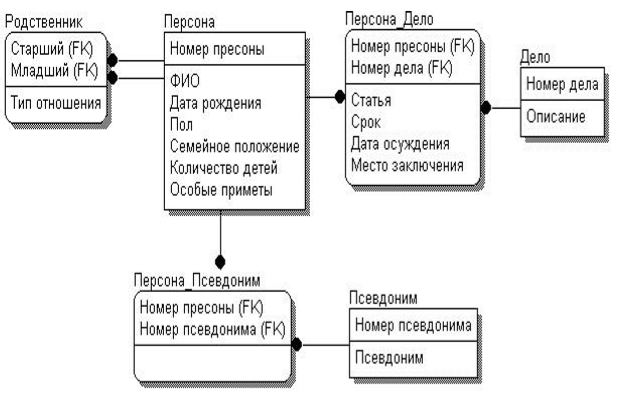 Родственник
Старший (FK)
Младший (FK)
Тип отношения
Персона
Номер пресоны
ФИО
Дата рождения
Пол
Семейное положение
Количество детей
Особые приметы
Персона_Дело
Номер пресоны (FK)
Номер дела (FK)
Статья
Срок
Дата осуждения
Место заключения
Дело
Номер дела
Описание
Персона_Псевдоним
Номер пресоны (FK)
Номер псевдонима (FK)
Псевдоним
Номер псевдонима
Псевдоним